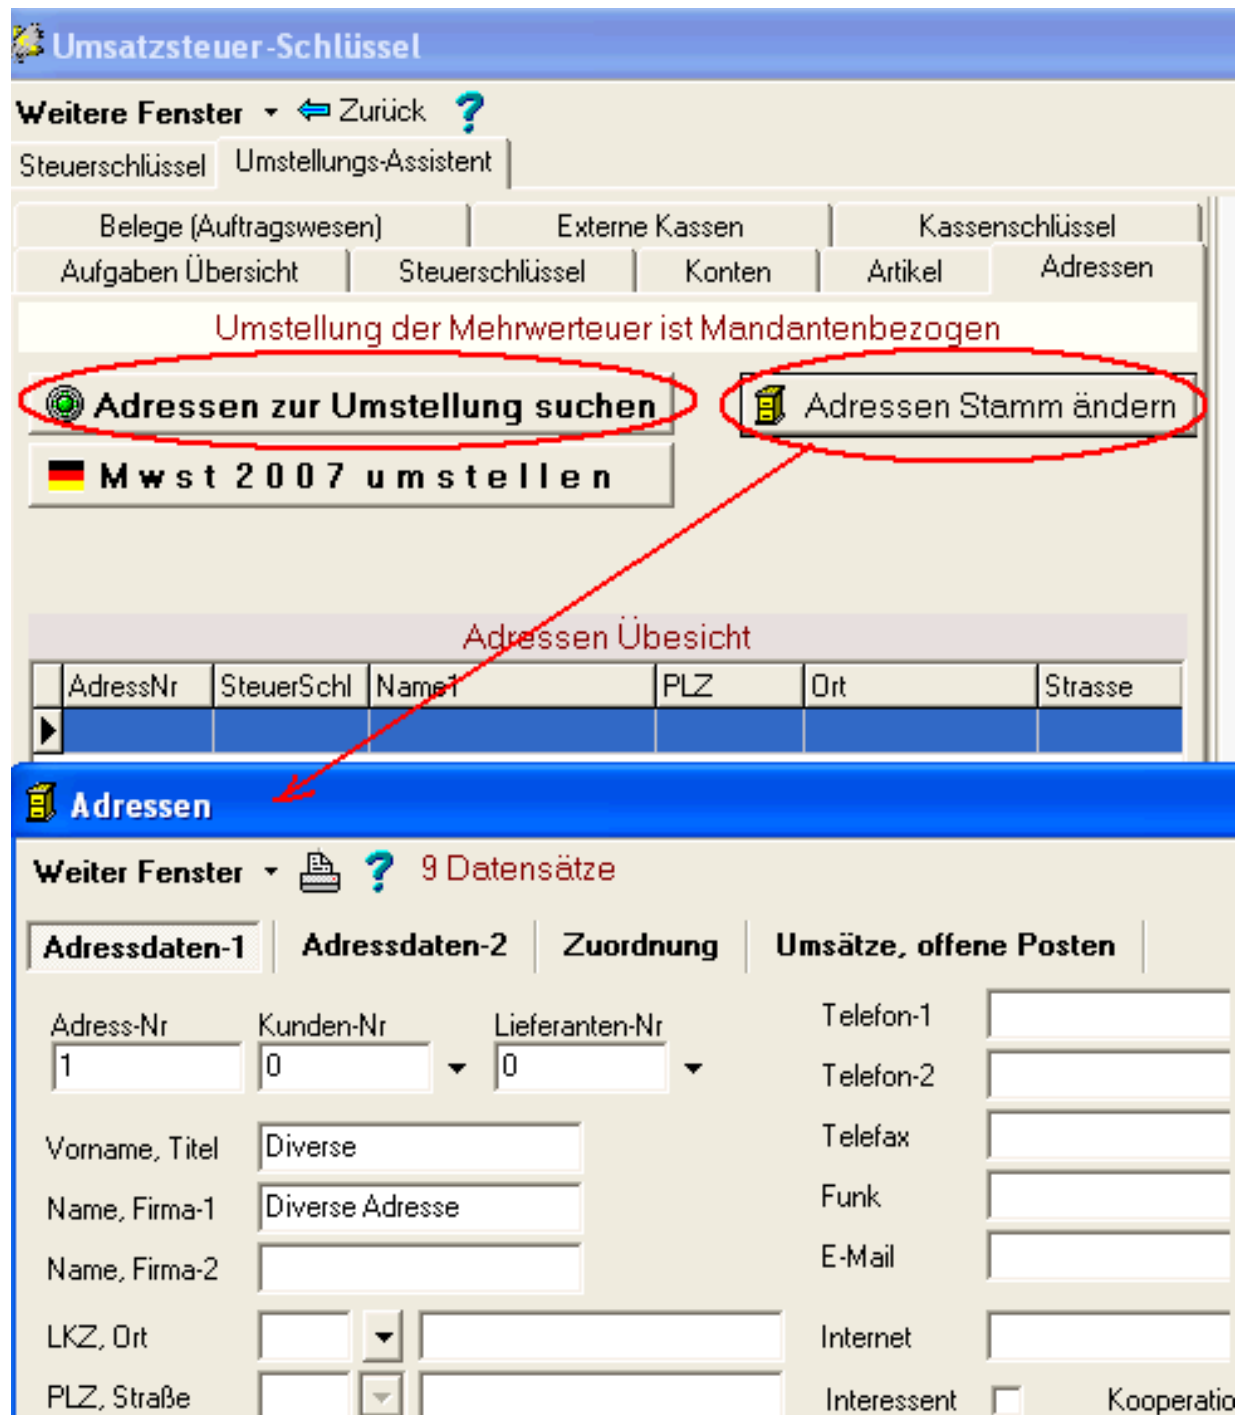 Umsatzsteuer-Schlüssel
Weitere Fenster Zurück ?
Steuerschlüssel Umstellungs-Assistent
Belege (Auftragswesen) Externe Kassen Kassenschlüssel
Aufgaben Übersicht Steuerschlüssel Konten Artikel Adressen
Umstellung der Mehrwerteuer ist Mandantenbezogen
Adressen zur Umstellung suchen Adressen Stamm ändern
Mwst 2007 umstellen
Adressen Übesicht
AdressNr SteuerSchl Name1 PLZ Ort Strasse
Adressen
Weiter Fenster ? 9 Datensätze
Adressdaten-1 Adressdaten-2 Zuordnung Umsätze, offene Posten
Adress-Nr Kunden-Nr Lieferanten-Nr Telefon-1
1 0 0
Telefon-2
Vorname, Titel Diverse Telefax
Name, Firma-1 Diverse Adresse Funk
Name, Firma-2 E-Mail
LKZ, Ort Internet
PLZ, Straße Interessent Kooperatio